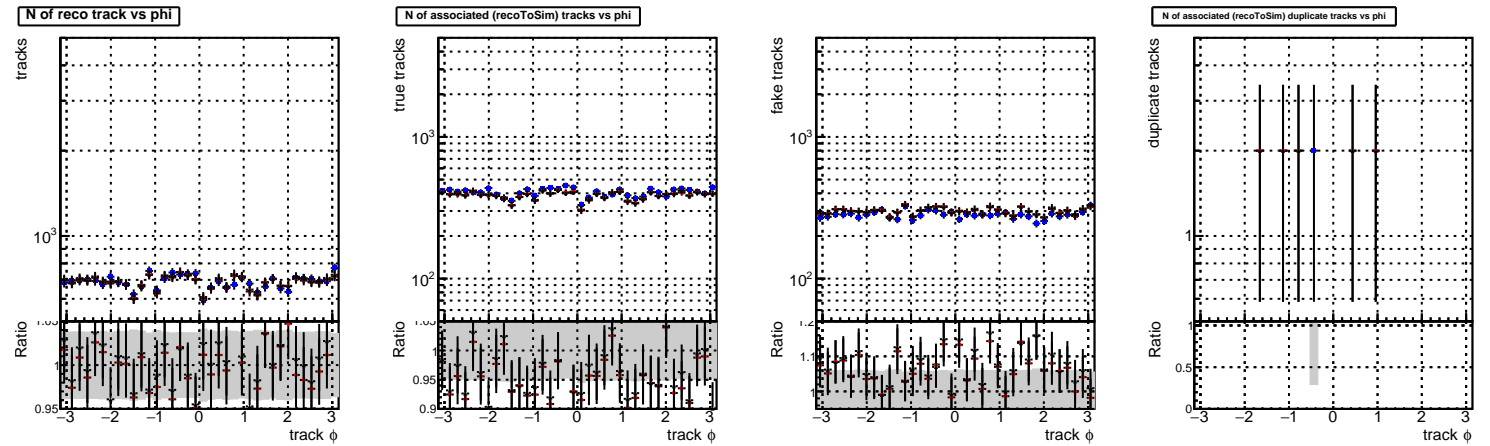 N of reco track vs phi
tracks
10³
Ratio
1.05
1
0.95
−3 −2 −1 0 1 2 3
track ϕ
N of associated (recoToSim) tracks vs phi
true tracks
10³
10²
Ratio
1.05
1
0.95
0.9
−3 −2 −1 0 1 2 3
track ϕ
fake tracks
10³
10²
Ratio
1.2
1.1
1
−3 −2 −1 0 1 2 3
track ϕ
N of associated (recoToSim) duplicate tracks vs phi
duplicate tracks
1
Ratio
1
0.5
0
−3 −2 −1 0 1 2 3
track ϕ